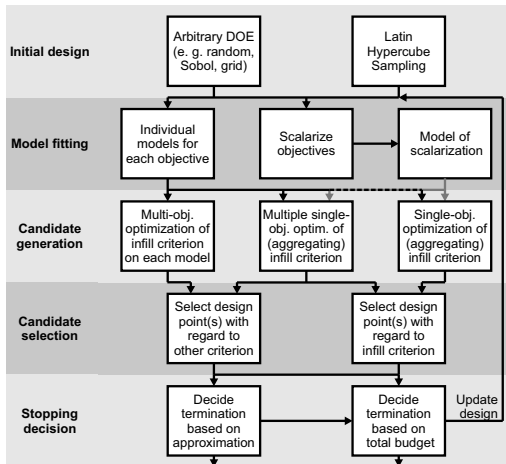 Initial design
Arbitrary DOE
(e. g. random,
Sobol, grid)
Latin
Hypercube
Sampling
Model fitting
Individual
models for
each objective
Scalarize
objectives
Model of
scalarization
Candidate
generation
Multi-obj.
optimization of
infill criterion
on each model
Multiple single-
obj. optim. of
(aggregating)
infill criterion
Single-obj.
optimization of
(aggregating)
infill criterion
Candidate
selection
Select design
point(s) with
regard to
other criterion
Select design
point(s) with
regard to
infill criterion
Stopping
decision
Decide
termination
based on
approximation
Decide
termination
based on
total budget
Update
design